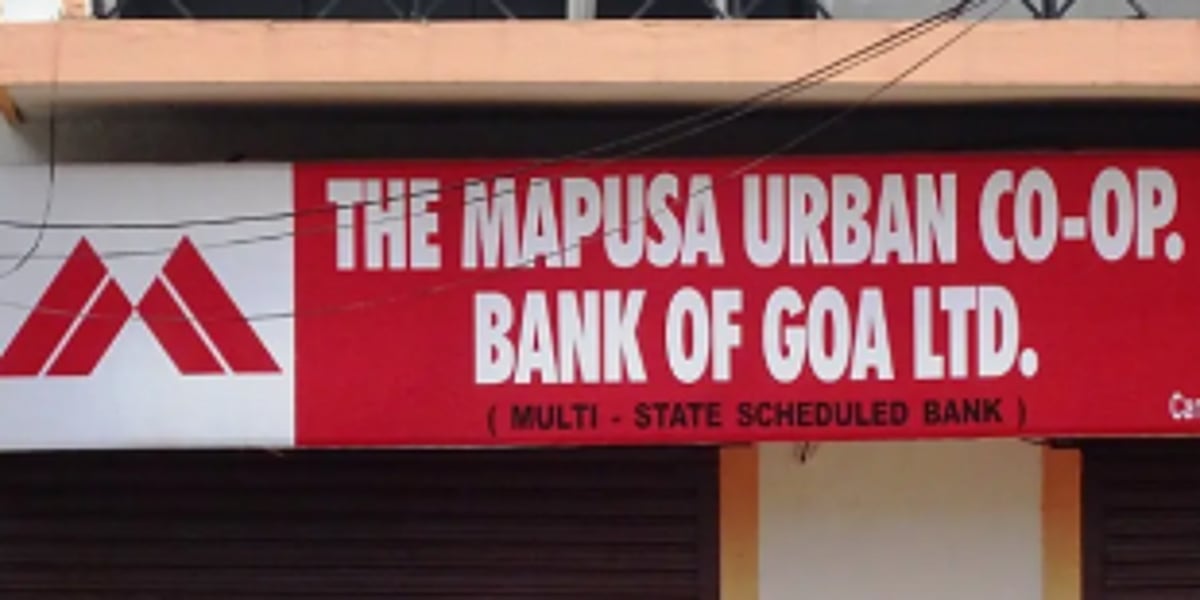 THE MAPUSA URBAN CO-OP.
BANK OF GOA LTD.
( MULTI - STATE SCHEDULED BANK )